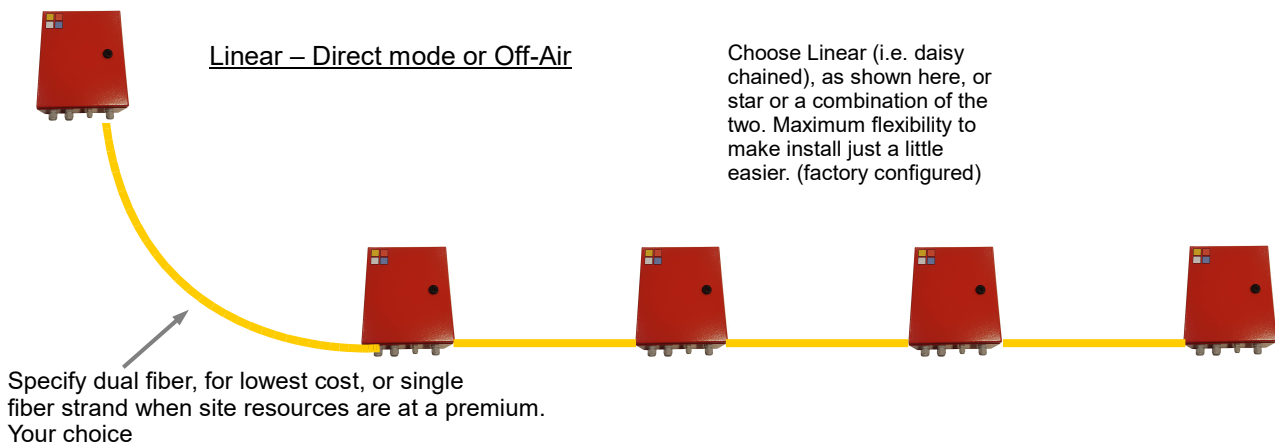 Linear – Direct mode or Off-Air
Choose Linear (i.e. daisy
chained), as shown here, or
star or a combination of the
two. Maximum flexibility to
make install just a little
easier. (factory configured)
Specify dual fiber, for lowest cost, or single
fiber strand when site resources are at a premium.
Your choice